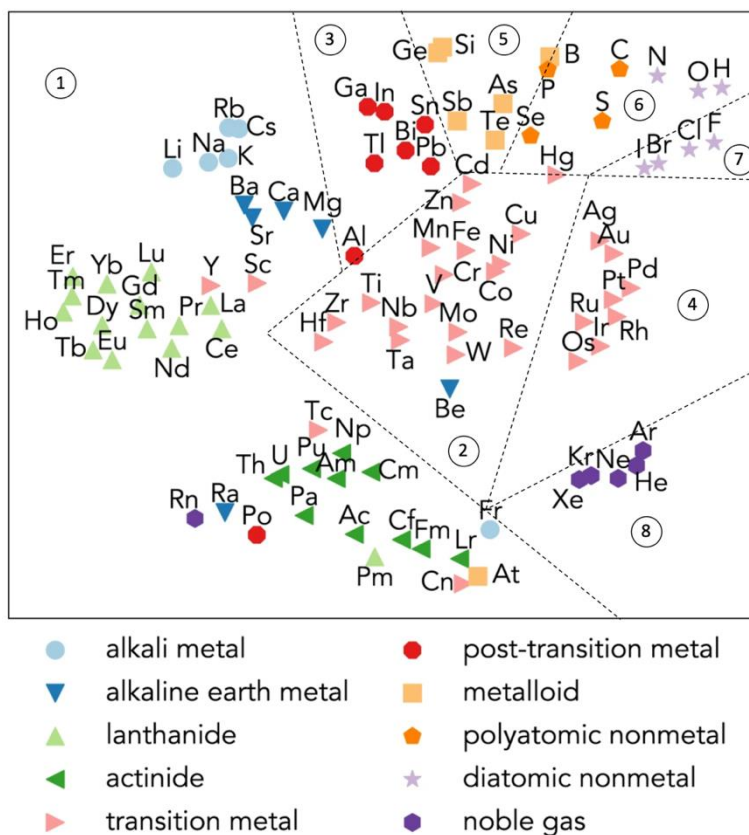 3 5 Ge Si B C N
1 Ga In As P O H
Rb Cs Sn Sb S 6
Li Na K Tl Bi Pb Te Se I Br Cl F 7
Ba Ca Mg Cd Hg
Sr Zn
Al Mn Fe Cu Ag
Er Yb Lu Y Sc Ni Au
Tm Gd Ti V Cr Co Pt Pd
Ho Dy Sm Pr La Zr Nb Mo Ru Ir Rh 4
Tb Eu Nd Ce Hf Ta W Re Os
Be
Tc Np 2 Ar
Th U Pu Am Cm Kr Ne
Rn Ra Po Pa Fr Xe He
Ac Cf Fm Lr 8
Pm Cn At
alkali metal post-transition metal
alkaline earth metal metalloid
lanthanide polyatomic nonmetal
actinide diatomic nonmetal
transition metal noble gas